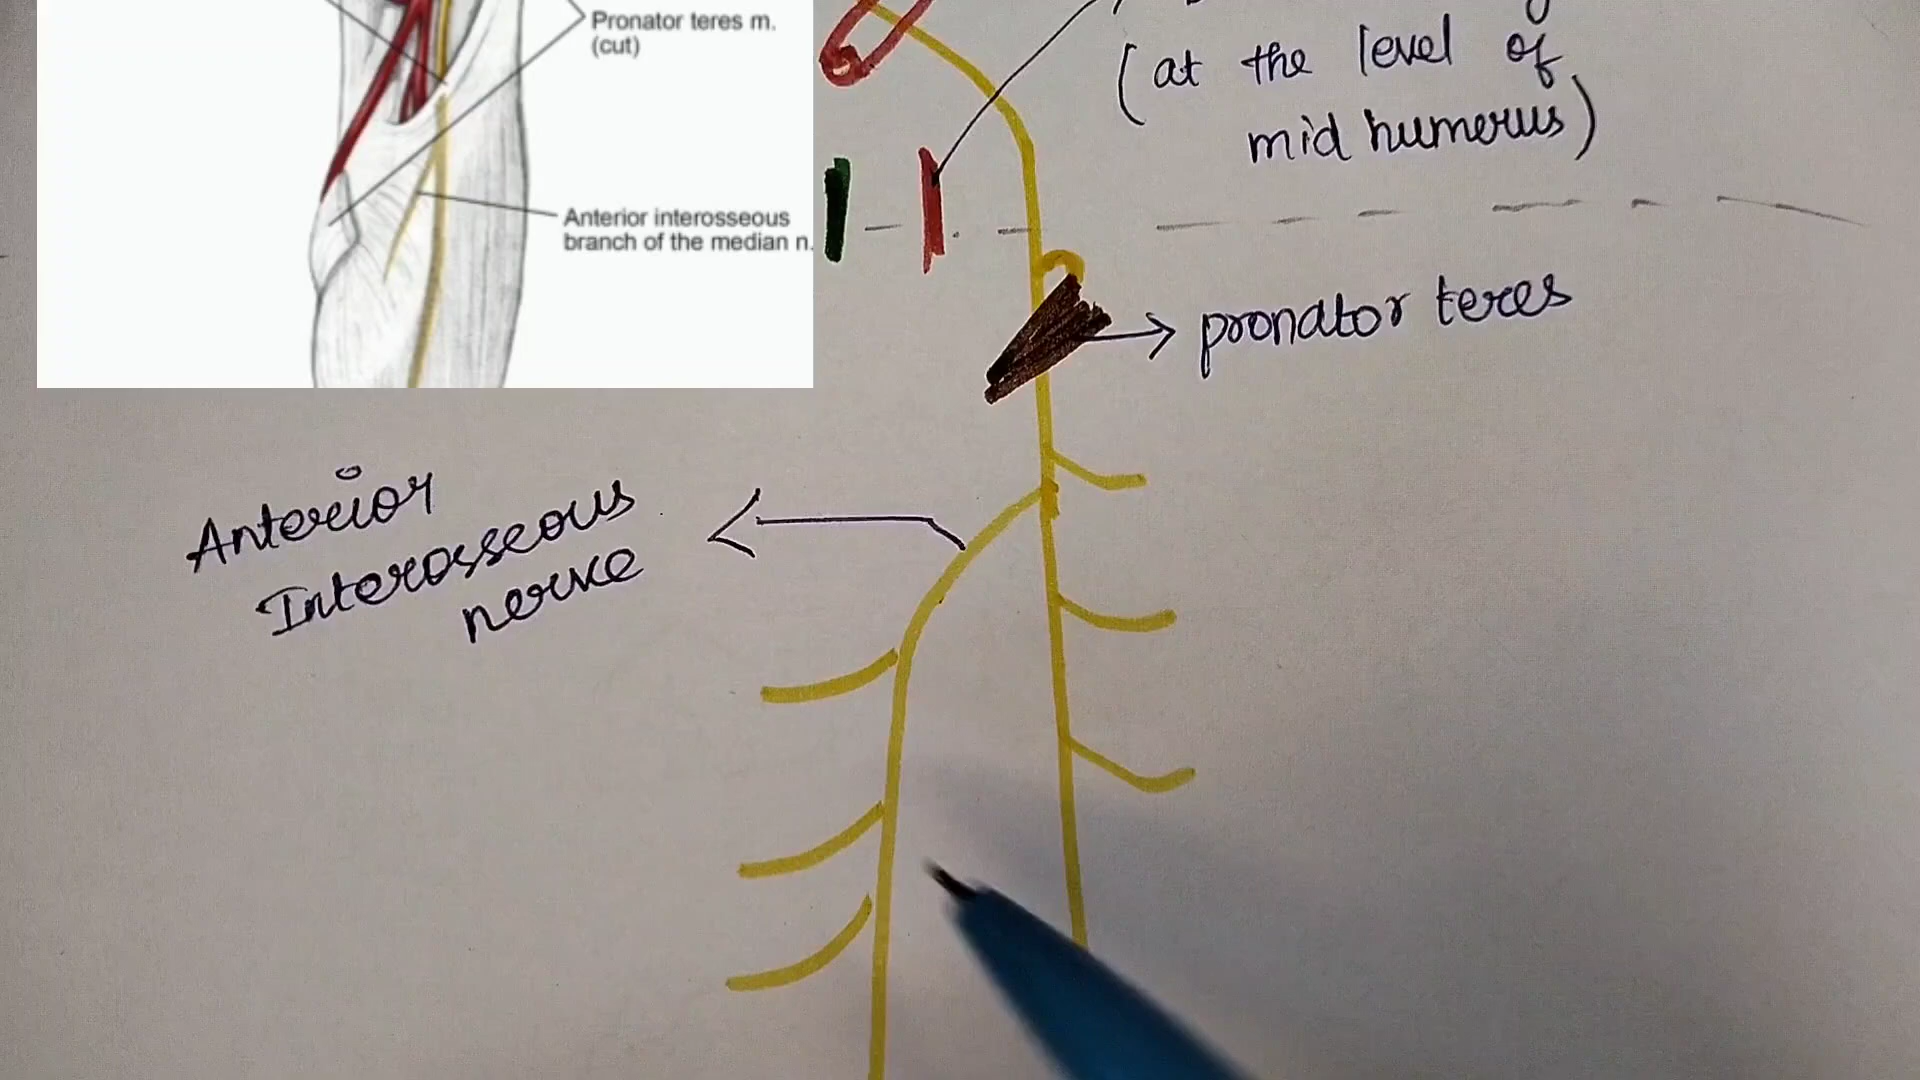 Pronator teres m.
(cut)
Anterior interosseous
branch of the median n.
(at the level of
mid humerus)
pronator teres
Anterior
Interosseous
nerve